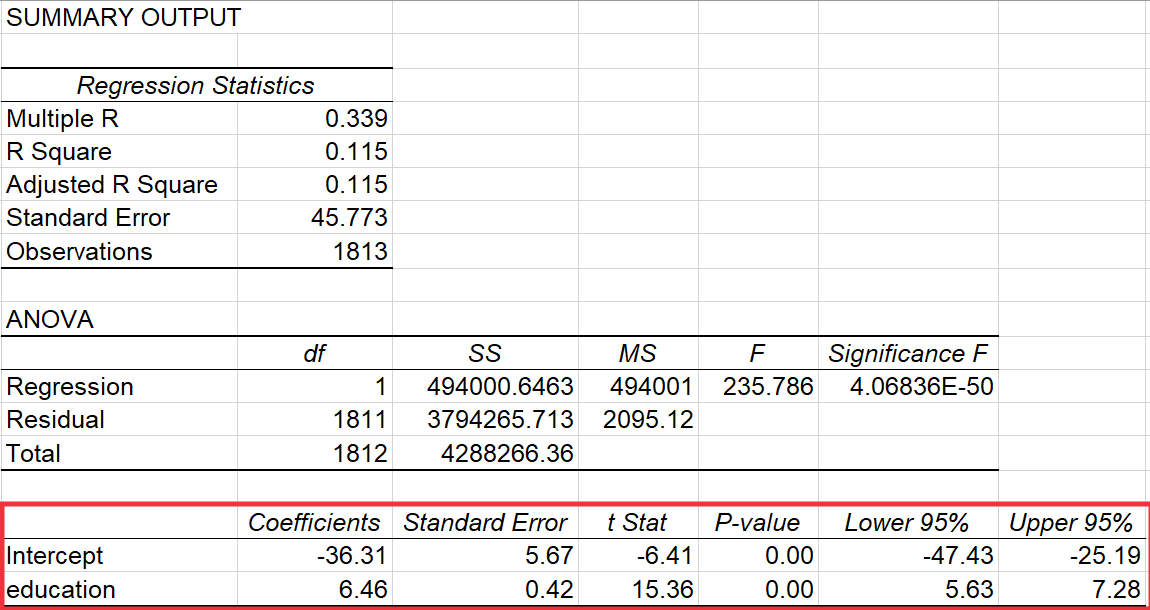 SUMMARY OUTPUT
Regression Statistics
Multiple R 0.339
R Square 0.115
Adjusted R Square 0.115
Standard Error 45.773
Observations 1813
ANOVA
df SS MS F Significance F
Regression 1 494000.6463 494001 235.786 4.06836E-50
Residual 1811 3794265.713 2095.12
Total 1812 4288266.36
Coefficients Standard Error t Stat P-value Lower 95% Upper 95%
Intercept -36.31 5.67 -6.41 0.00 -47.43 -25.19
education 6.46 0.42 15.36 0.00 5.63 7.28